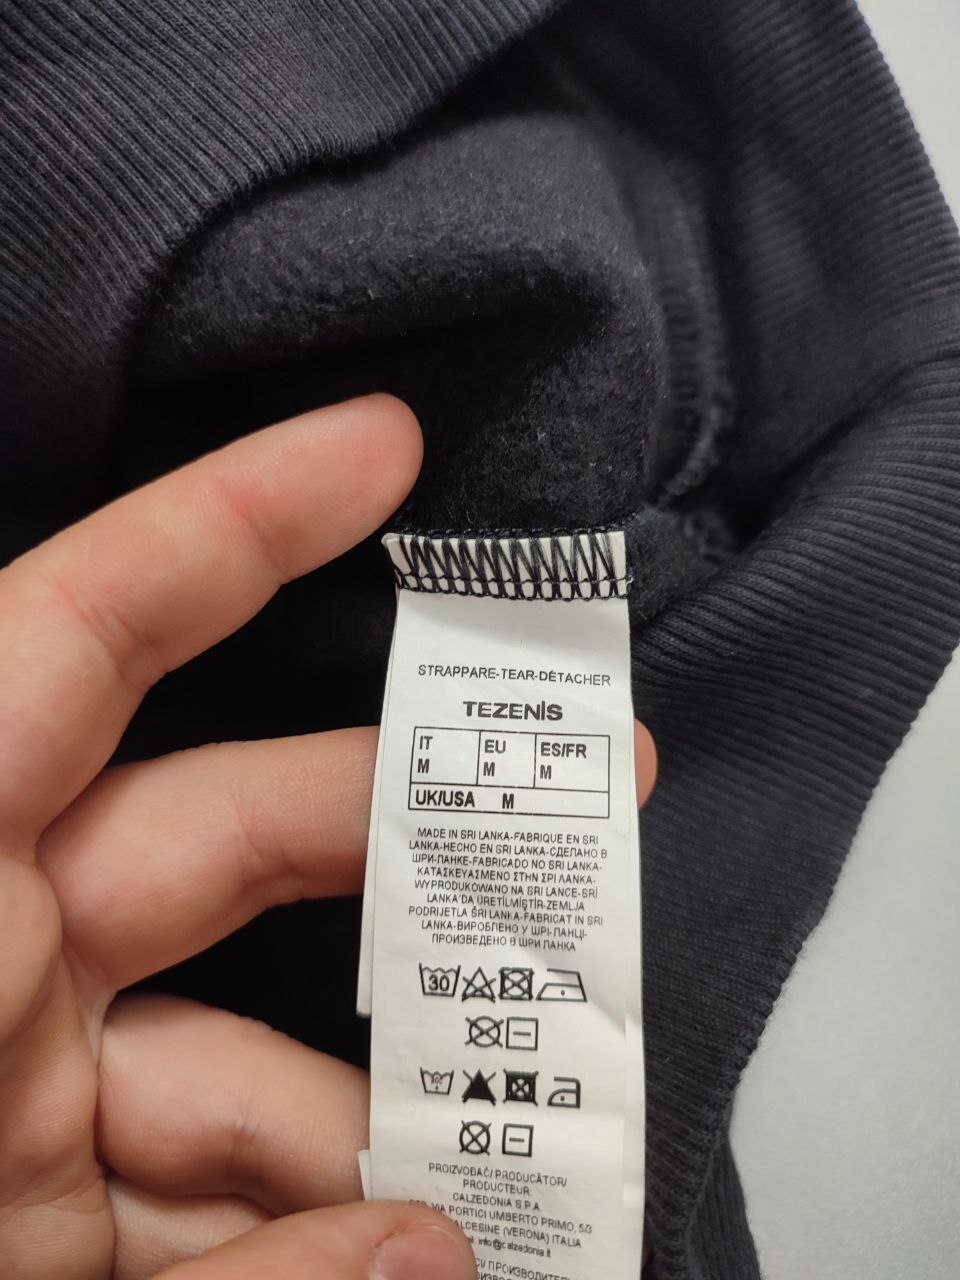 STRAPPARE-TEAR-DÉTACHER
TEZENIS
IT EU ES/FR
M M M
UK/USA M
MADE IN SRI LANKA-FABRIQUE EN SRI
LANKA-HECHO EN SRI LANKA-СДЕЛАНО В
ШРИ-ЛАНКЕ-FABRICADO NO SRI LANKA-
ΚΑΤΑΣΚΕΥΑΣΜΕΝΟ ΣΤΗΝ ΣΡΙ ΛΑΝΚΑ-
WYPRODUKOWANO NA SRI LANCE-SRİ
LANKA'DA ÜRETİLMİŞTİR-ZEMLJA
PODRIJETLA ŠRI LANKA-FABRICAT IN SRI
LANKA-ВИРОБЛЕНО У ШРІ-ЛАНЦІ-
ПРОИЗВЕДЕНО В ШРИ ЛАНКА
30
PROIZVOĐAČ/ PRODUCĂTOR/
PRODUCTEUR
CALZEDONIA S.P.A.
VIA PORTICI UMBERTO PRIMO, 5/3
(VERONA) ITALIA
info@calzedonia.it